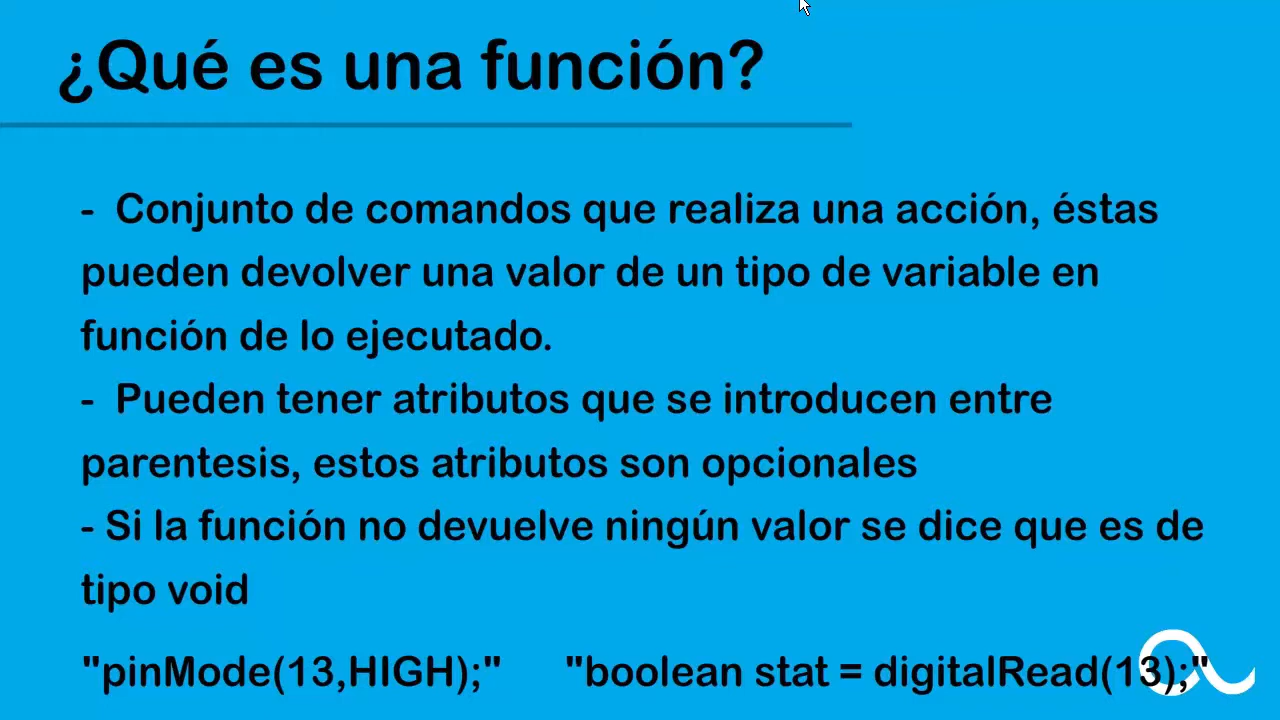 ¿Qué es una función?
- Conjunto de comandos que realiza una acción, éstas
pueden devolver una valor de un tipo de variable en
función de lo ejecutado.
- Pueden tener atributos que se introducen entre
parentesis, estos atributos son opcionales
- Si la función no devuelve ningún valor se dice que es de
tipo void
"pinMode(13,HIGH);" "boolean stat = digitalRead(13);"